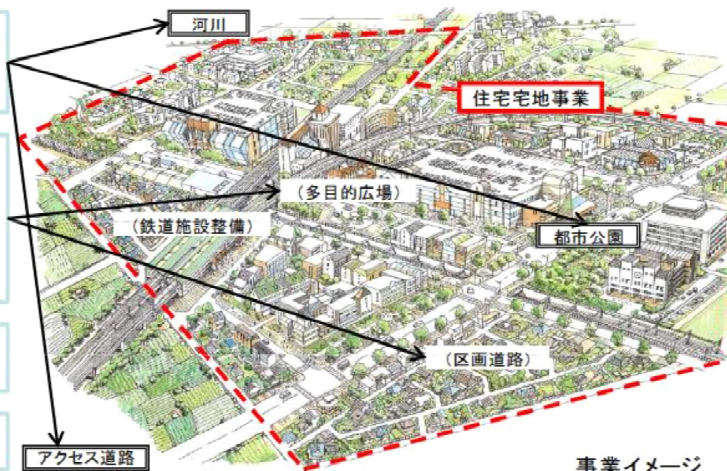 河川
住宅宅地事業
（多目的広場）
（鉄道施設整備）
都市公園
（区画道路）
アクセス道路
事業イメージ